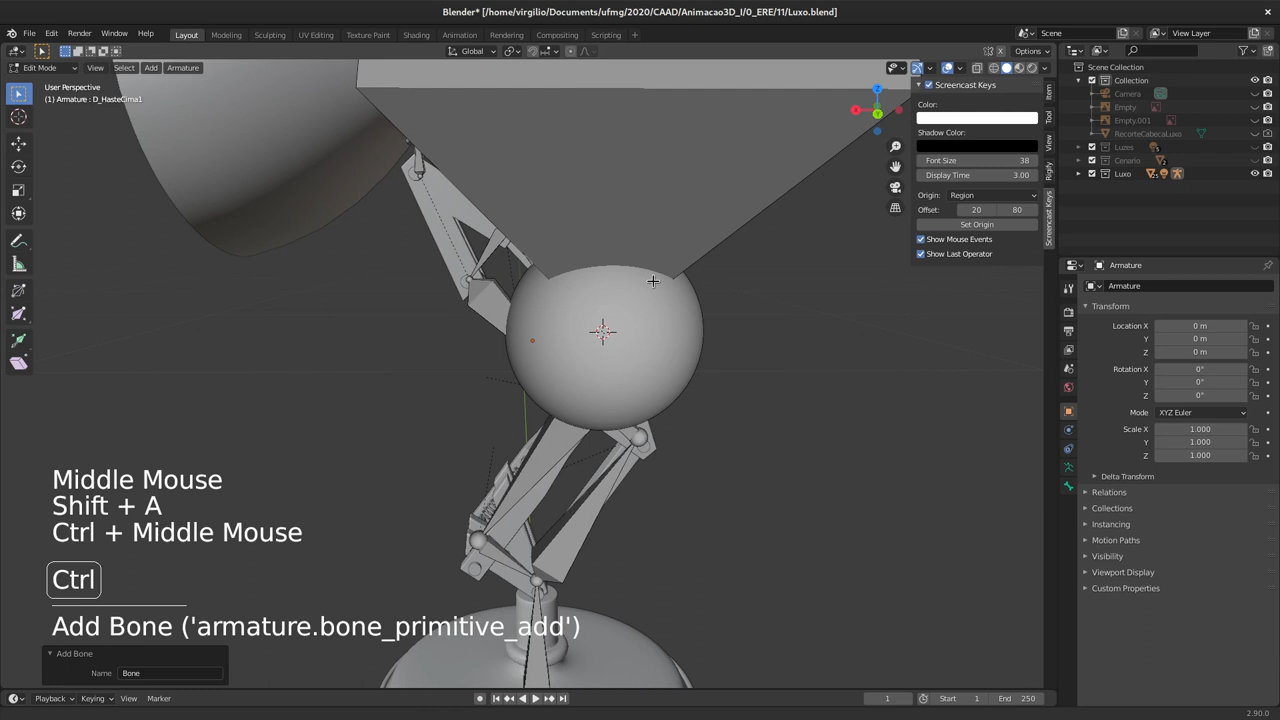 Blender* [/home/virgilio/Documents/ufmg/2020/CAAD/Animacao3D_I/0_ERE/11/Luxo.blend]
File Edit Render Window Help Layout Modeling Sculpting UV Editing Texture Paint Shading Animation Rendering Compositing Scripting + Scene View Layer
Global Options
Edit Mode View Select Add Armature
User Perspective
(1) Armature : D_HasteCima1
Z
X
Y
Screencast Keys
Color:
Shadow Color:
Font Size 38
Display Time 3.00
Origin: Region
Offset: 20 80
Set Origin
Show Mouse Events
Show Last Operator
Item
Tool
View
Rigify
Screencast Keys
Scene Collection
Collection
Camera
Empty
Empty.001
RecorteCabecaLuxo
Luzes
Cenario
Luxo
Armature
Armature
Transform
Location X 0 m
Y 0 m
Z 0 m
Rotation X 0°
Y 0°
Z 0°
Mode XYZ Euler
Scale X 1.000
Y 1.000
Z 1.000
Delta Transform
Relations
Collections
Instancing
Motion Paths
Visibility
Viewport Display
Custom Properties
Middle Mouse
Shift + A
Ctrl + Middle Mouse
Ctrl
Add Bone ('armature.bone_primitive_add')
Add Bone
Name Bone
Playback Keying View Marker 1 Start 1 End 250
2.90.0